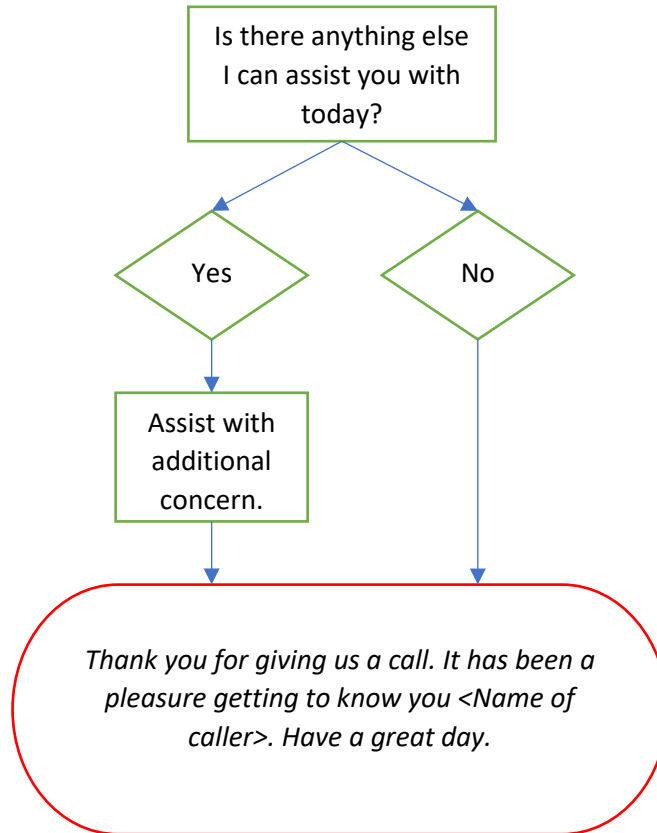 Is there anything else
I can assist you with
today?
Yes
No
Assist with
additional
concern.
Thank you for giving us a call. It has been a
pleasure getting to know you <Name of
caller>. Have a great day.